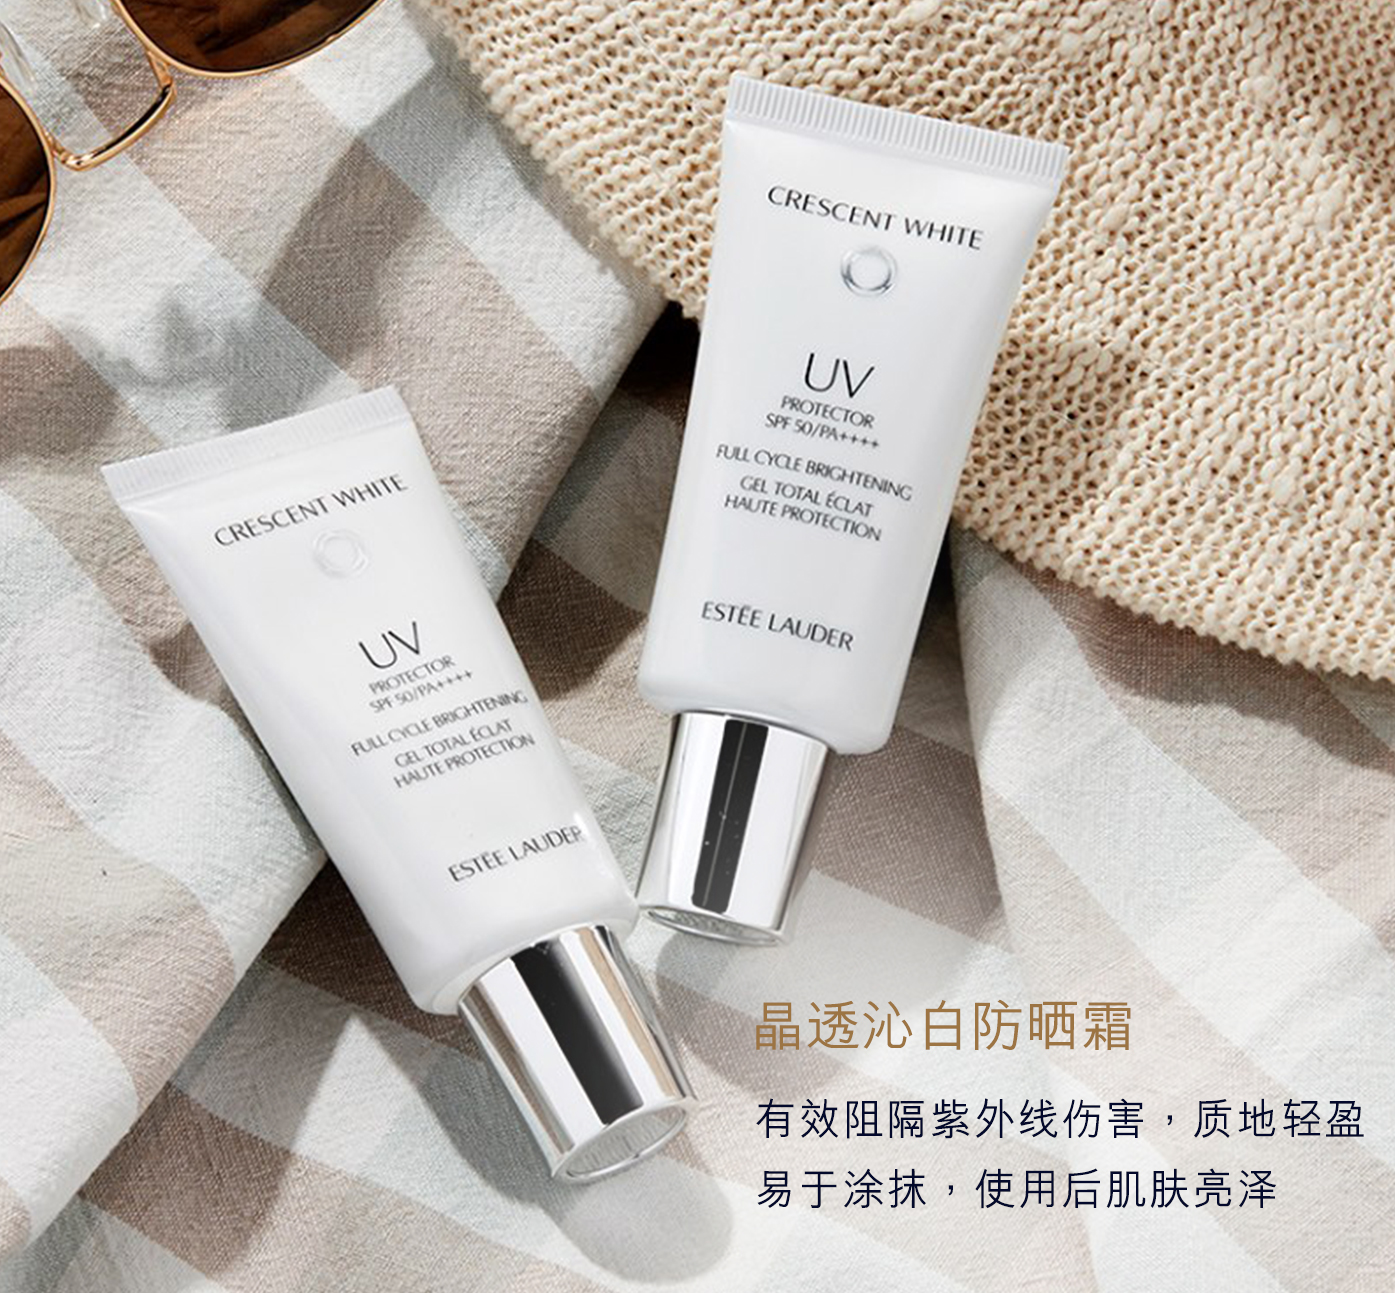 CRESCENT WHITE
UV
PROTECTOR
SPF 50/PA++++
FULL CYCLE BRIGHTENING
GEL TOTAL ÉCLAT
HAUTE PROTECTION
ESTĒE LAUDER
CRESCENT WHITE
UV
PROTECTOR
SPF 50/PA++++
FULL CYCLE BRIGHTENING
GEL TOTAL ÉCLAT
HAUTE PROTECTION
ESTĒE LAUDER
晶透沁白防晒霜
有效阻隔紫外线伤害，质地轻盈
易于涂抹，使用后肌肤亮泽